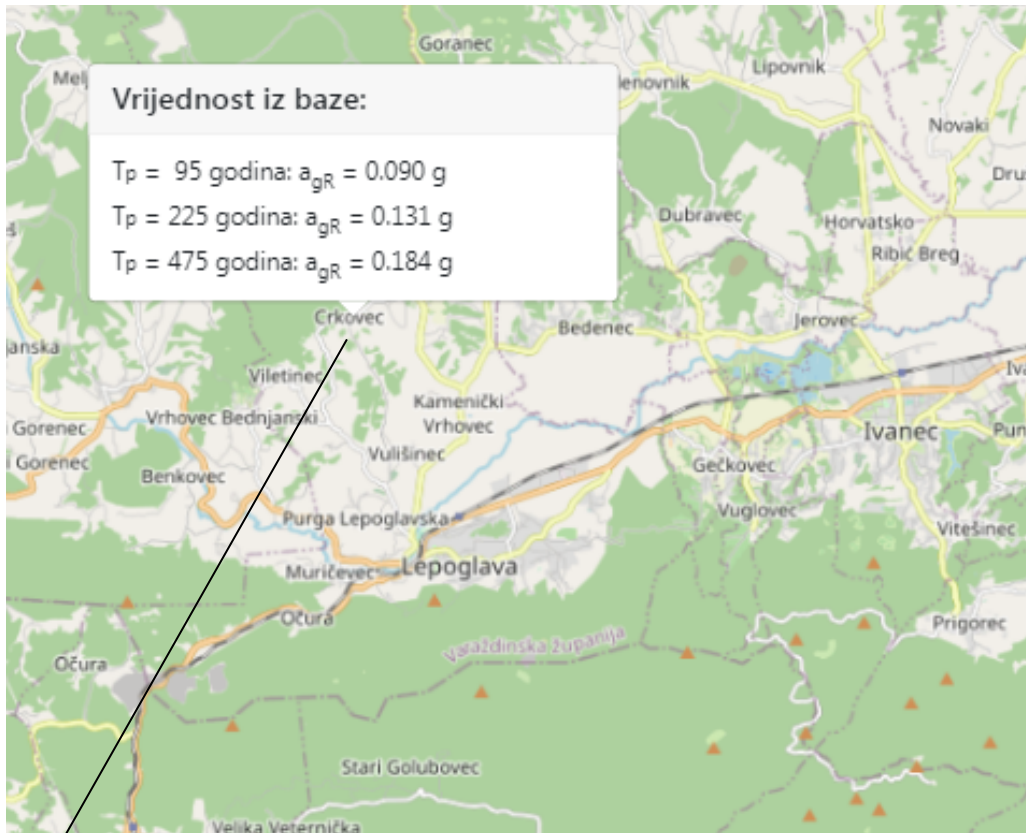 Goranec
Lipovnik
Vrijednost iz baze:
Novaki
Tp = 95 godina: agR = 0.090 g
Tp = 225 godina: agR = 0.131 g
Tp = 475 godina: agR = 0.184 g
Dubravec
Horvatsko
Ribić Breg
Crkovec
Bedenec
Jerovec
Viletinec
Kamenički
Vrhovec
Vrhovec Bednjanski
Gorenec
Ivanec
Vulišinec
Gorenec
Benkovec
Gečkovec
Vuglovec
Purga Lepoglavska
Vitešinec
Muričevec
Lepoglava
Očura
Prigorec
Varaždinska županija
Očura
Stari Golubovec
Velika Veternička